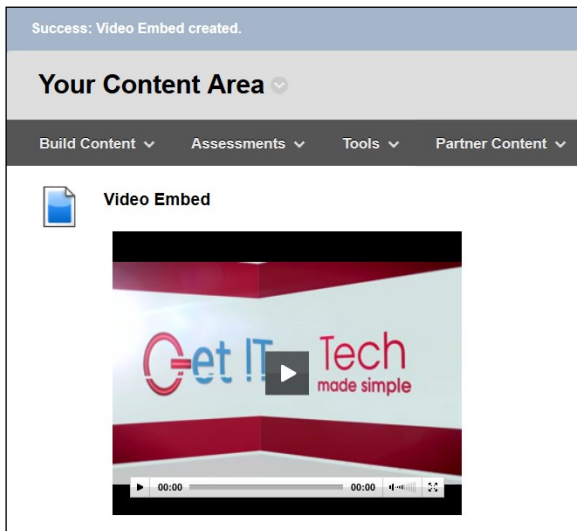 Success: Video Embed created.
Your Content Area
Build Content Assessments Tools Partner Content
Video Embed
Get IT Tech
made simple
00:00 00:00